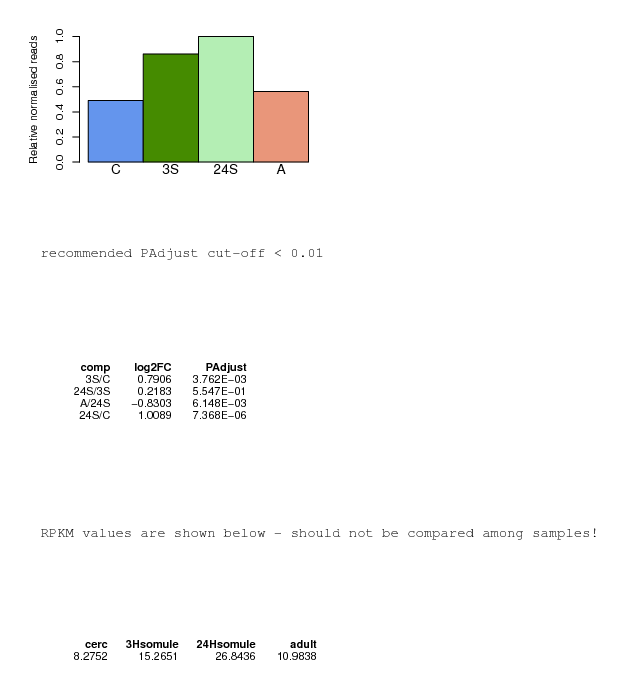 Relative normalised reads
1.0
0.8
0.6
0.4
0.2
0.0
C 3S 24S A
recommended PAdjust cut-off < 0.01
comp log2FC PAdjust
3S/C 0.7906 3.762E−03
24S/3S 0.2183 5.547E−01
A/24S −0.8303 6.148E−03
24S/C 1.0089 7.368E−06
RPKM values are shown below - should not be compared among samples!
cerc 3Hsomule 24Hsomule adult
8.2752 15.2651 26.8436 10.9838